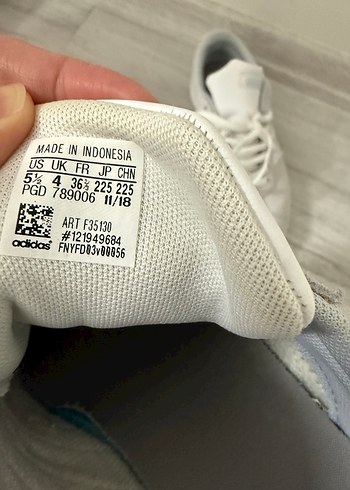 MADE IN INDONESIA
US UK FR JP CHN
5½ 4 36⅔ 225 225
PGD 789006 11/18
ART F35130
#121949684
adidas FNYFD03v00056